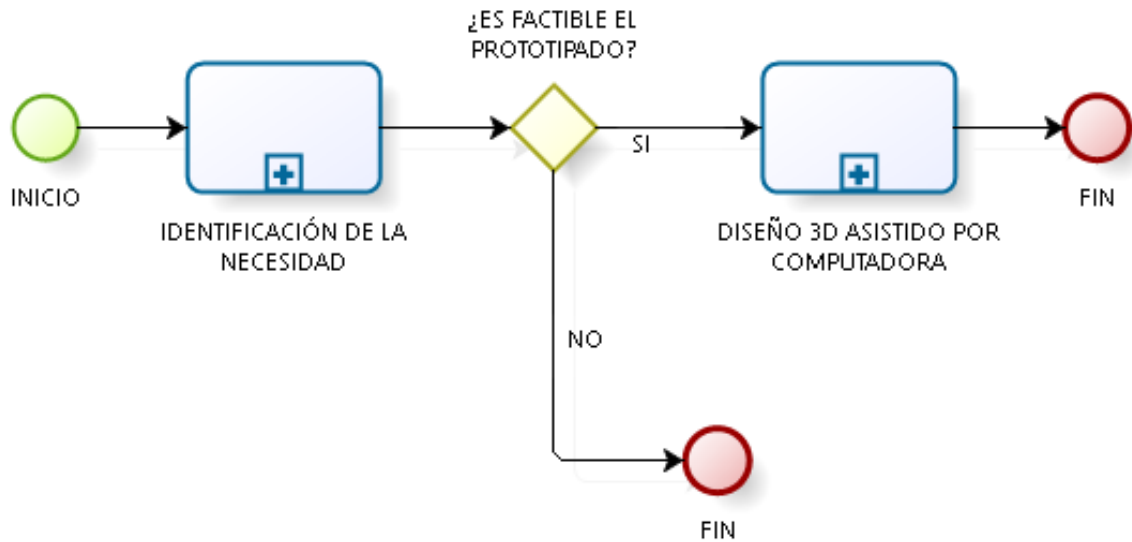 ¿ES FACTIBLE EL
PROTOTIPADO?
INICIO
SI
FIN
IDENTIFICACIÓN DE LA
NECESIDAD
DISEÑO 3D ASISTIDO POR
COMPUTADORA
NO
FIN